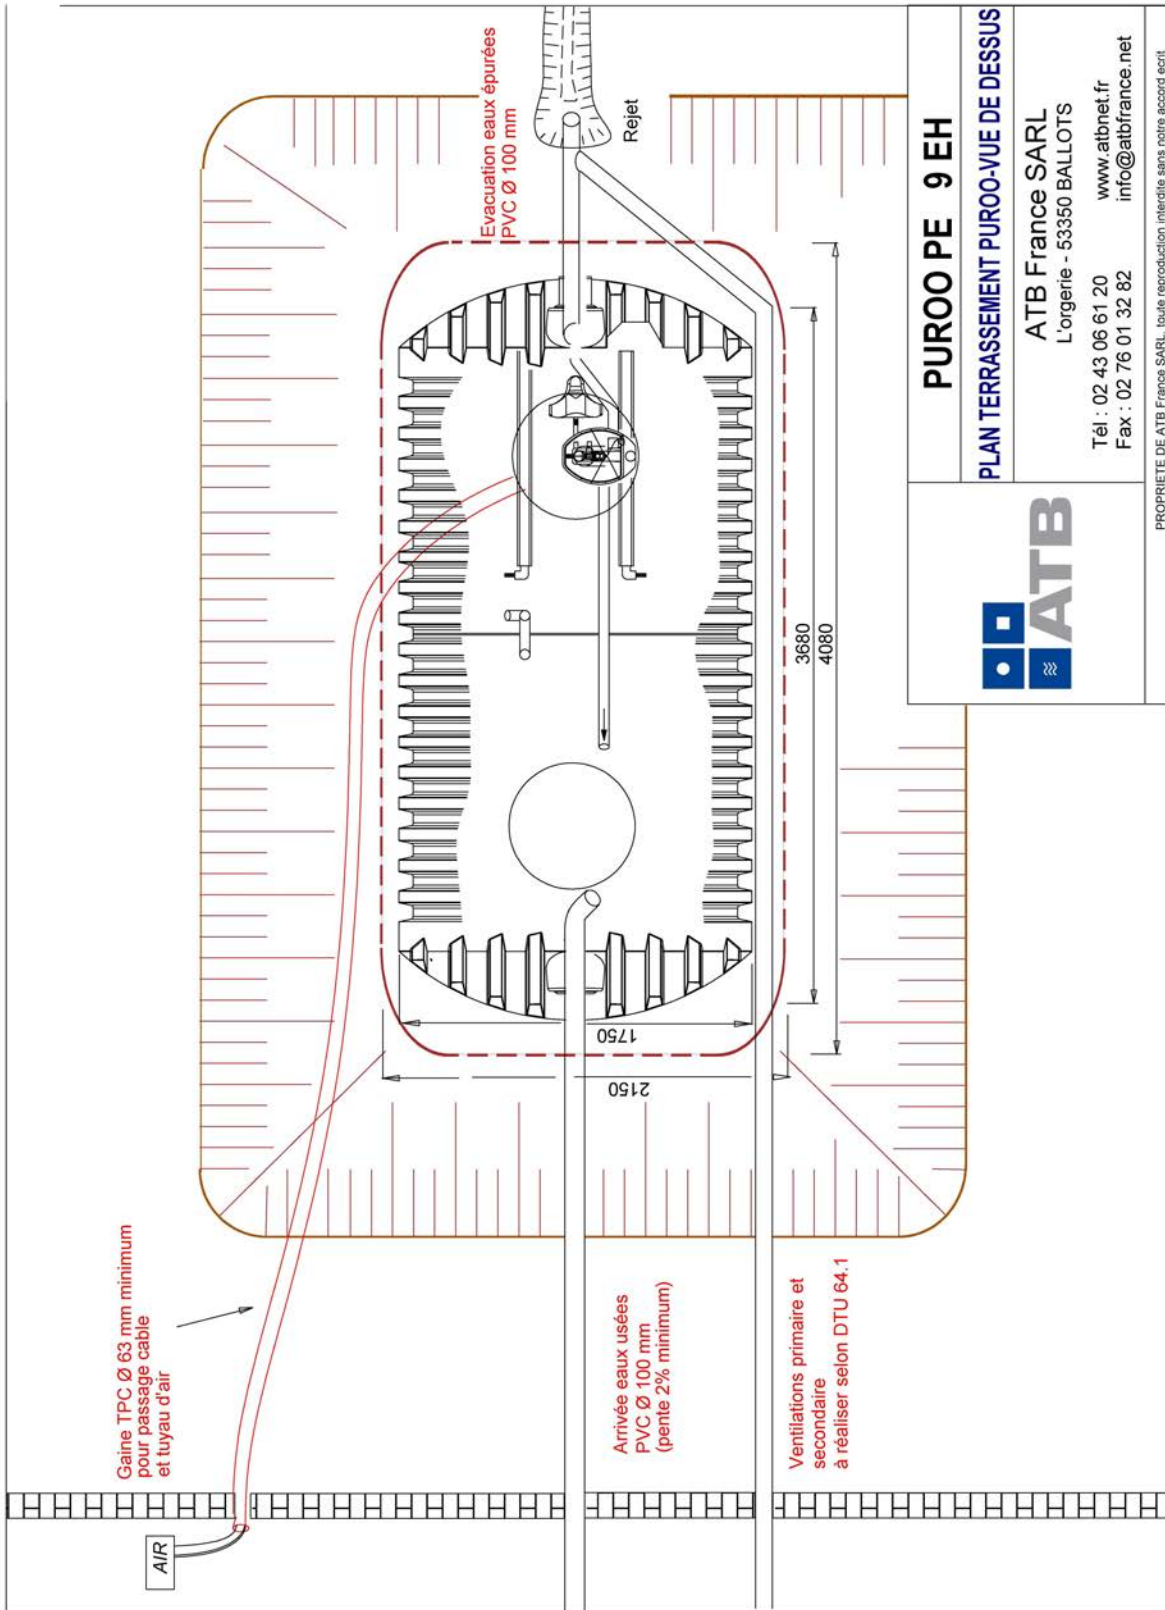 Gaine TPC Ø 63 mm minimum
pour passage cable
et tuyau d'air
AIR
Evacuation eaux épurées
PVC Ø 100 mm
Rejet
Arrivée eaux usées
PVC Ø 100 mm
(pente 2% minimum)
Ventilations primaire et
secondaire
à réaliser selon DTU 64.1
1750
2150
3680
4080
PUROO PE 9 EH
PLAN TERRASSEMENT PUROO-VUE DE DESSUS
ATB
ATB France SARL
L'orgerie - 53350 BALLOTS
Tél : 02 43 06 61 20 www.atbnet.fr
Fax : 02 76 01 32 82 info@atbfrance.net
PROPRIETE DE ATB France SARL. toute reproduction interdite sans notre accord ecrit